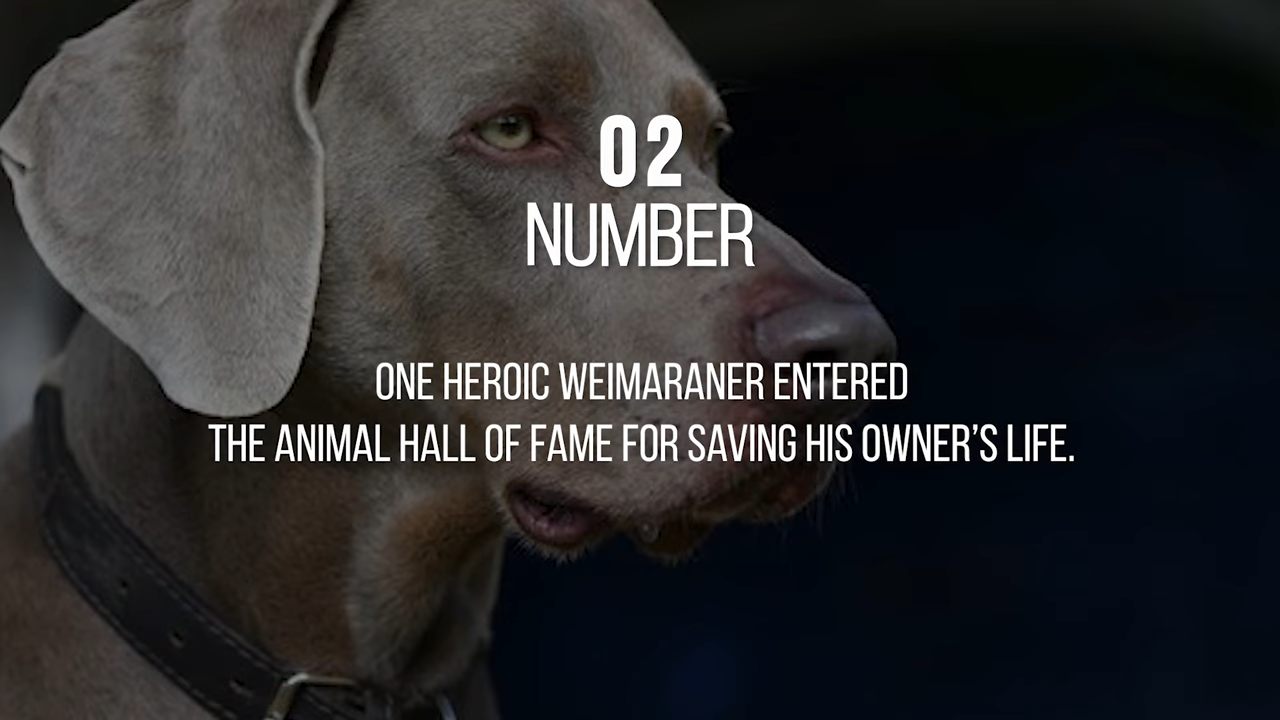 02
NUMBER
ONE HEROIC WEIMARANER ENTERED
THE ANIMAL HALL OF FAME FOR SAVING HIS OWNER’S LIFE.